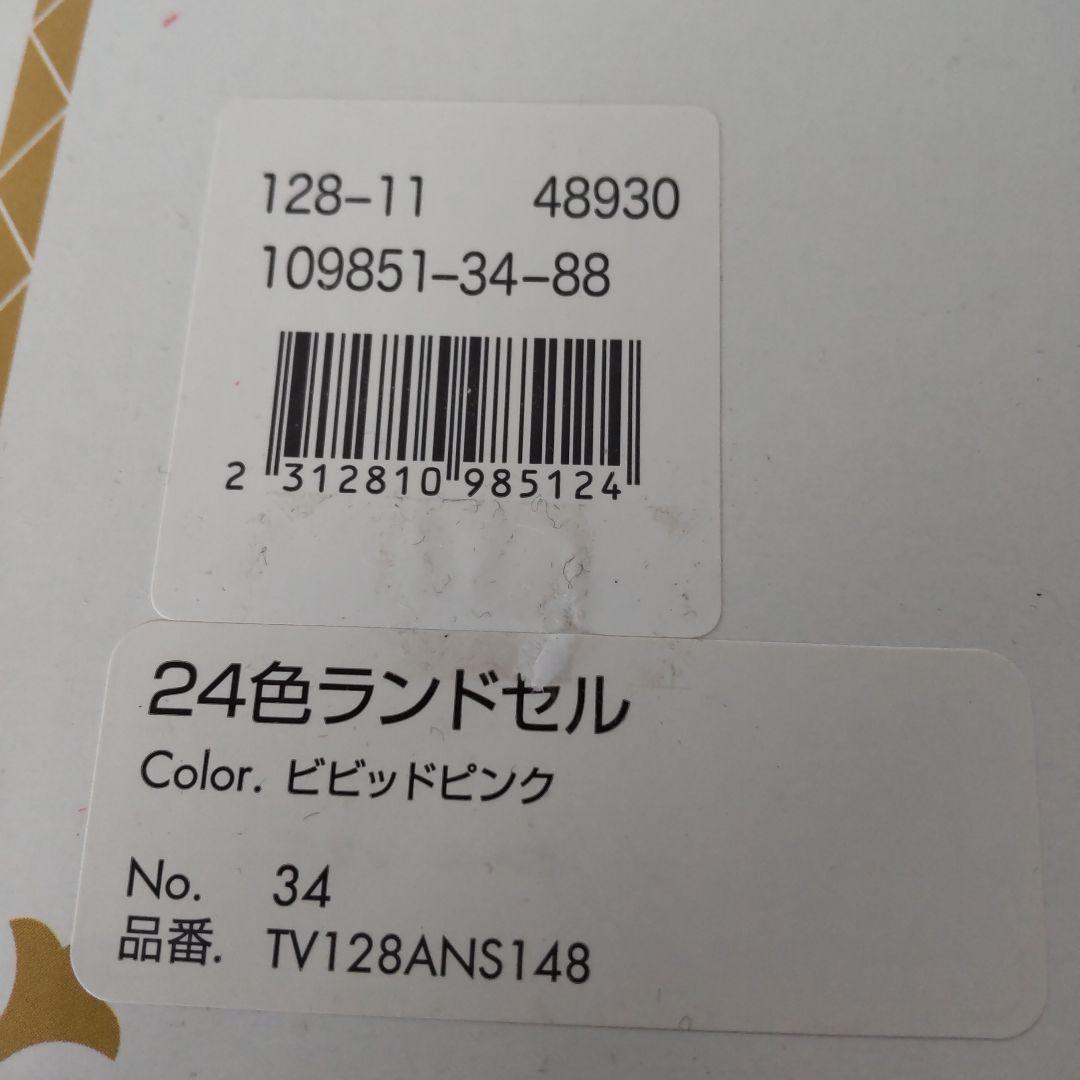 128-11 48930
109851-34-88
2 312810 985124
24色ランドセル
Color. ビビッドピンク
No. 34
品番. TV128ANS148